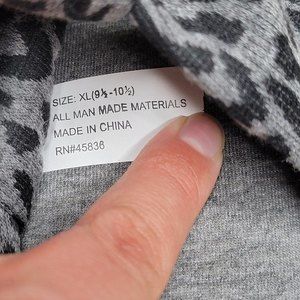 SIZE: XL(9½-10½)
ALL MAN MADE MATERIALS
MADE IN CHINA
RN#45836